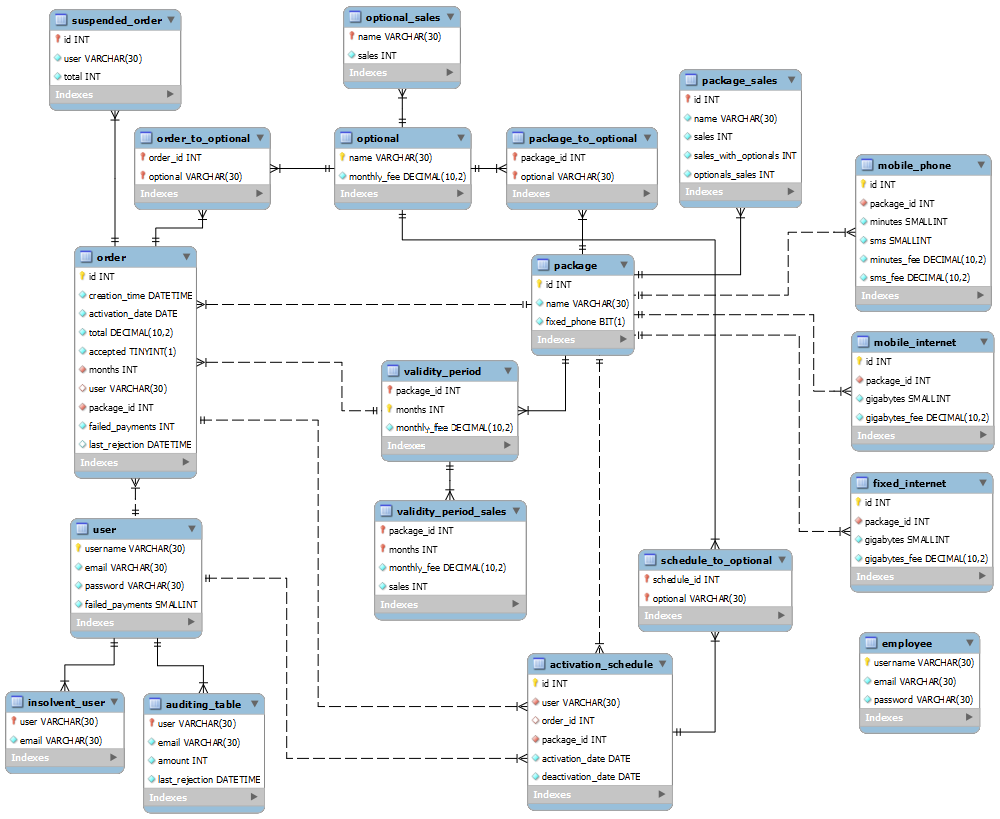 suspended_order
id INT
user VARCHAR(30)
total INT
Indexes
optional_sales
name VARCHAR(30)
sales INT
Indexes
package_sales
id INT
name VARCHAR(30)
sales INT
sales_with_optionals INT
optionals_sales INT
Indexes
order_to_optional
order_id INT
optional VARCHAR(30)
Indexes
optional
name VARCHAR(30)
monthly_fee DECIMAL(10,2)
Indexes
package_to_optional
package_id INT
optional VARCHAR(30)
Indexes
mobile_phone
id INT
package_id INT
minutes SMALLINT
sms SMALLINT
minutes_fee DECIMAL(10,2)
sms_fee DECIMAL(10,2)
Indexes
order
id INT
creation_time DATETIME
activation_date DATE
total DECIMAL(10,2)
accepted TINYINT(1)
months INT
user VARCHAR(30)
package_id INT
failed_payments INT
last_rejection DATETIME
Indexes
package
id INT
name VARCHAR(30)
fixed_phone BIT(1)
Indexes
mobile_internet
id INT
package_id INT
gigabytes SMALLINT
gigabytes_fee DECIMAL(10,2)
Indexes
validity_period
package_id INT
months INT
monthly_fee DECIMAL(10,2)
Indexes
fixed_internet
id INT
package_id INT
gigabytes SMALLINT
gigabytes_fee DECIMAL(10,2)
Indexes
validity_period_sales
package_id INT
months INT
monthly_fee DECIMAL(10,2)
sales INT
Indexes
user
username VARCHAR(30)
email VARCHAR(30)
password VARCHAR(30)
failed_payments SMALLINT
Indexes
schedule_to_optional
schedule_id INT
optional VARCHAR(30)
Indexes
employee
username VARCHAR(30)
email VARCHAR(30)
password VARCHAR(30)
Indexes
activation_schedule
id INT
user VARCHAR(30)
order_id INT
package_id INT
activation_date DATE
deactivation_date DATE
Indexes
insolvent_user
user VARCHAR(30)
email VARCHAR(30)
Indexes
auditing_table
user VARCHAR(30)
email VARCHAR(30)
amount INT
last_rejection DATETIME
Indexes